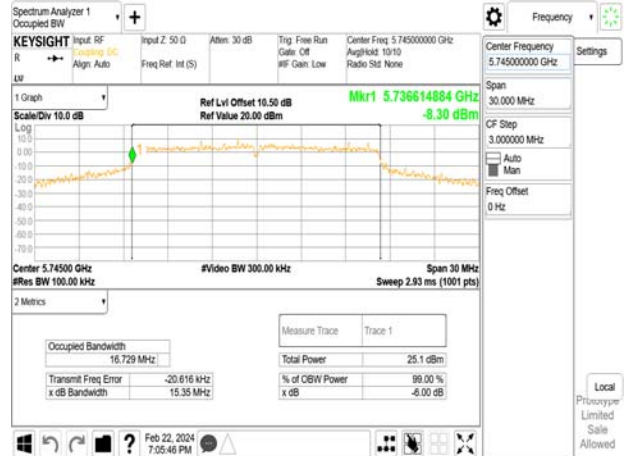 Spectrum Analyzer 1
Occupied BW
+
Frequency
KEYSIGHT Input: RF
Coupling: DC
Align: Auto
R
LVI
Input Z: 50 Ω
Freq Ref: Int (S)
Atten: 30 dB
Trig: Free Run
Gate: Off
#IF Gain: Low
Center Freq: 5.745000000 GHz
Avg|Hold: 10/10
Radio Std: None
Center Frequency
5.745000000 GHz
Settings
Span
30.000 MHz
CF Step
3.000000 MHz
Auto
Man
Freq Offset
0 Hz
1 Graph
Scale/Div 10.0 dB
Ref Lvl Offset 10.50 dB
Ref Value 20.00 dBm
Mkr1 5.736614884 GHz
-8.30 dBm
Log
10.0
0.00
-10.0
-20.0
-30.0
-40.0
-50.0
-60.0
-70.0
1
Center 5.74500 GHz
#Res BW 100.00 kHz
#Video BW 300.00 kHz
Span 30 MHz
Sweep 2.93 ms (1001 pts)
2 Metrics
Measure Trace Trace 1
Occupied Bandwidth
16.729 MHz
Total Power 25.1 dBm
Transmit Freq Error -20.616 kHz
% of OBW Power 99.00 %
x dB Bandwidth 15.35 MHz
x dB -6.00 dB
Local
Prototype
Limited
Sale
Allowed
?
Feb 22, 2024
7:05:46 PM